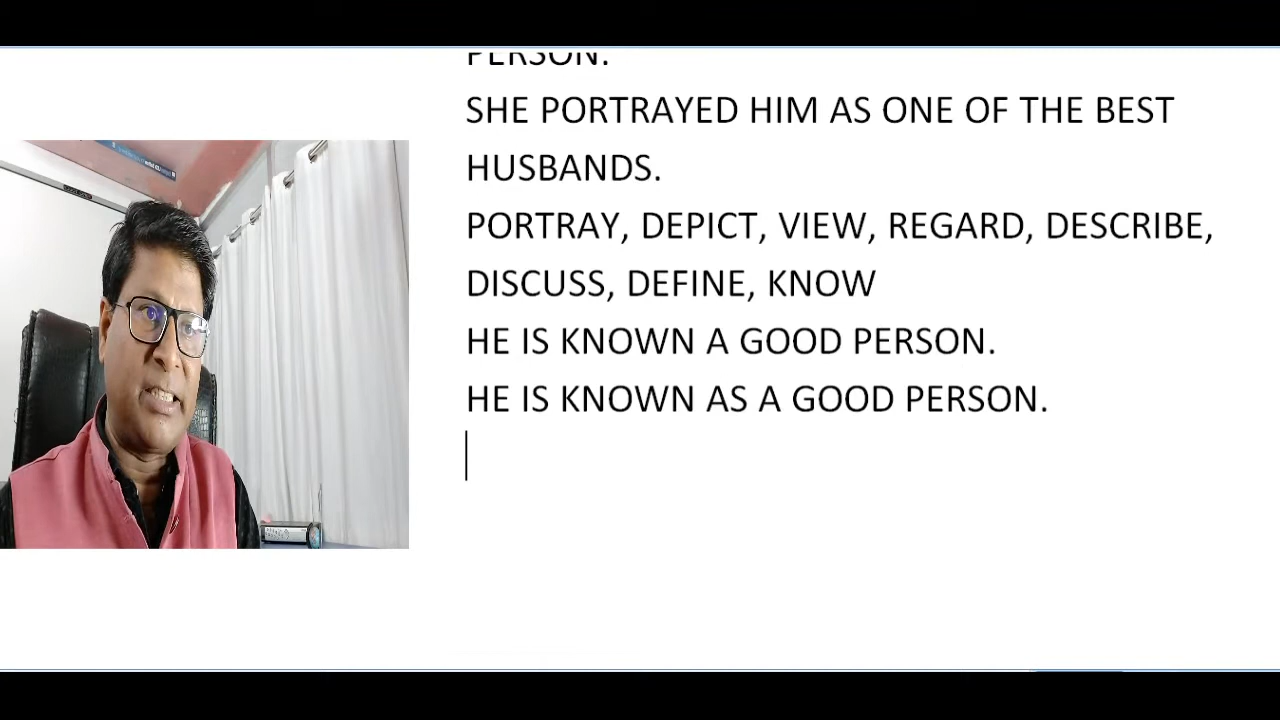 PERSON.
SHE PORTRAYED HIM AS ONE OF THE BEST
HUSBANDS.
PORTRAY, DEPICT, VIEW, REGARD, DESCRIBE,
DISCUSS, DEFINE, KNOW
HE IS KNOWN A GOOD PERSON.
HE IS KNOWN AS A GOOD PERSON.